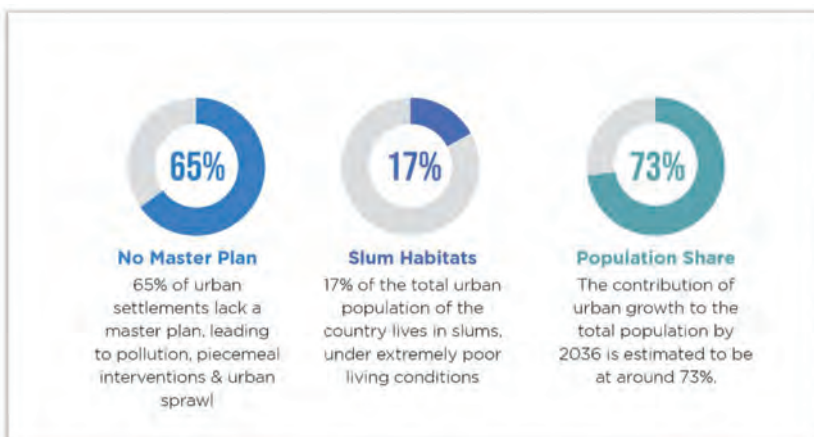 65%
No Master Plan
65% of urban
settlements lack a
master plan, leading
to pollution, piecemeal
interventions & urban
sprawl
17%
Slum Habitats
17% of the total urban
population of the
country lives in slums,
under extremely poor
living conditions
73%
Population Share
The contribution of
urban growth to the
total population by
2036 is estimated to be
at around 73%.